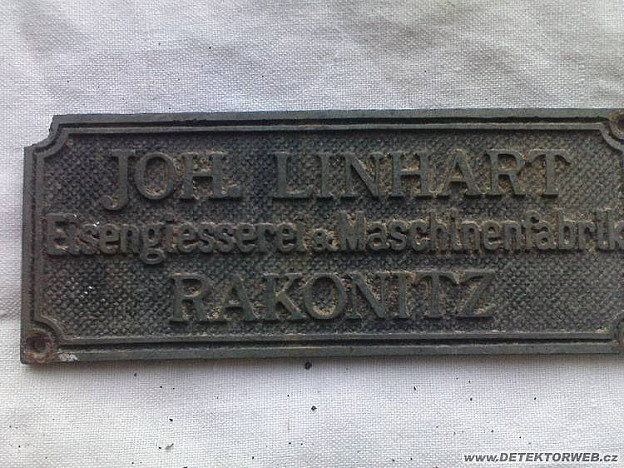 JOH. LINHART
Eisengiesserei & Maschinenfabrik
RAKONITZ
www.DETEKTORWEB.cz